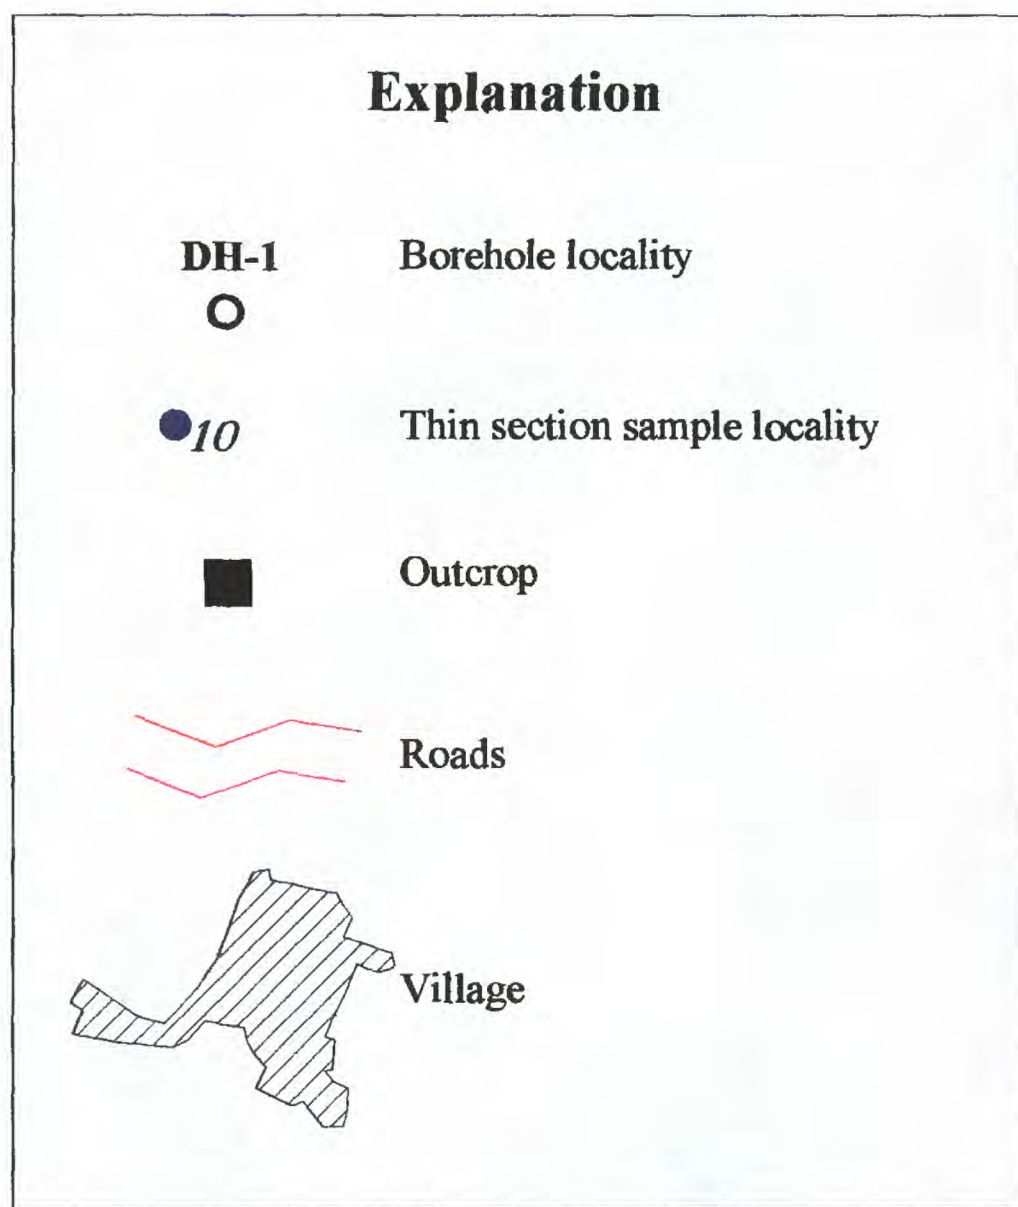 Explanation
DH-1 Borehole locality
10 Thin section sample locality
Outcrop
Roads
Village